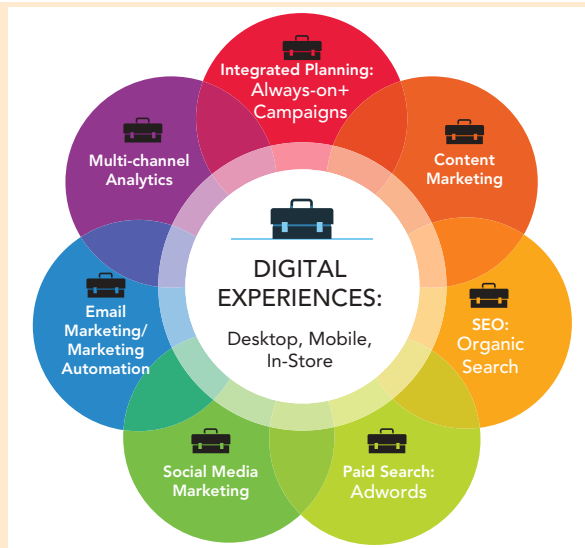 Integrated Planning:
Always-on+
Campaigns
Content
Marketing
SEO:
Organic
Search
Paid Search:
Adwords
Social Media
Marketing
Email
Marketing/
Marketing
Automation
Multi-channel
Analytics
DIGITAL
EXPERIENCES:
Desktop, Mobile,
In-Store